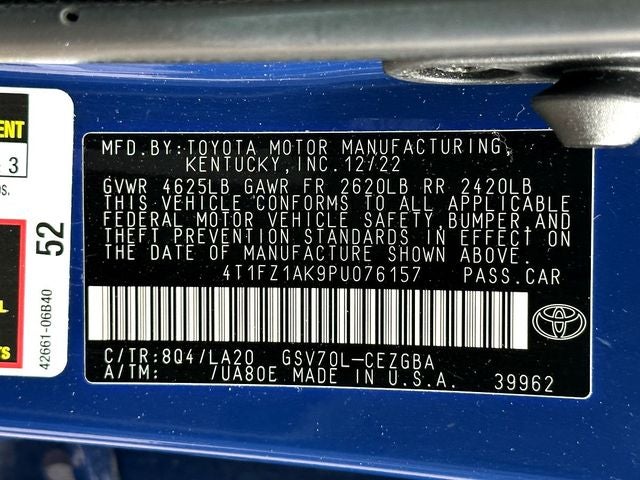 MFD.BY:TOYOTA MOTOR MANUFACTURING,
KENTUCKY,INC.12/22
GVWR 4625LB GAWR FR 2620LB RR 2420LB
THIS VEHICLE CONFORMS TO ALL APPLICABLE
FEDERAL MOTOR VEHICLE SAFETY,BUMPER,AND
THEFT PREVENTION STANDARDS IN EFFECT ON
THE DATE OF MANUFACTURE SHOWN ABOVE.
4T1FZ1AK9PU076157 PASS.CAR
C/TR:8Q4/LA20 GSV70L-CEZGBA
A/TM: 7UA80E MADE IN U.S.A. 39962
3
52
42661-06B40